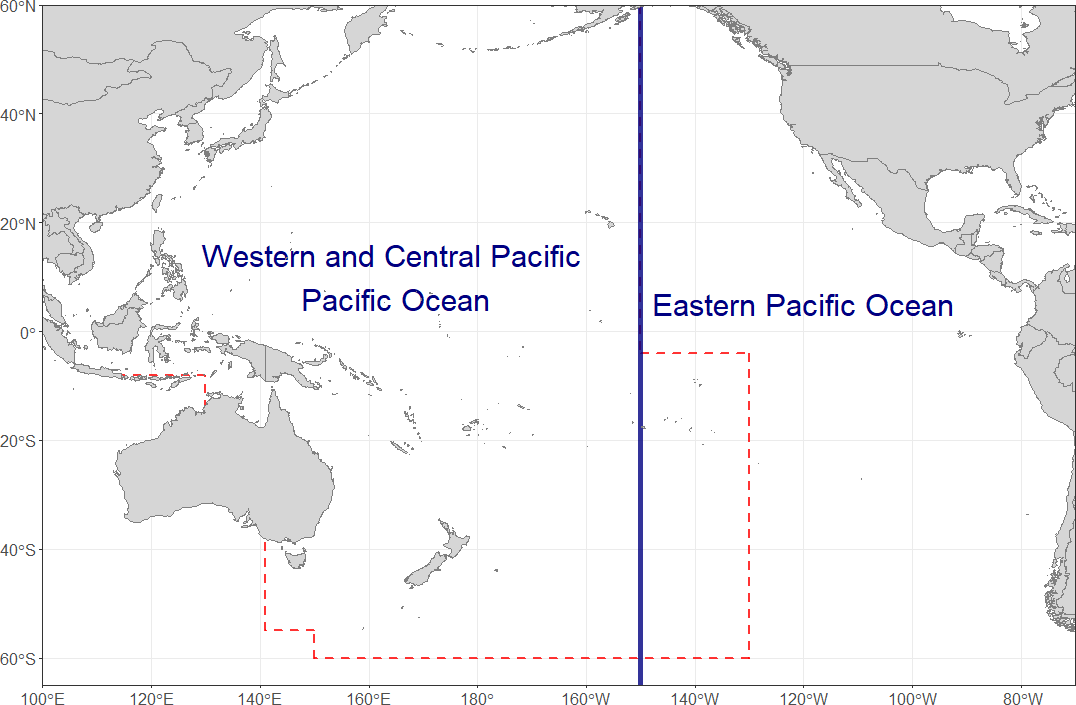 60°N
40°N
20°N
0°
20°S
40°S
60°S
Western and Central Pacific
Pacific Ocean
Eastern Pacific Ocean
100°E
120°E
140°E
160°E
180°
160°W
140°W
120°W
100°W
80°W